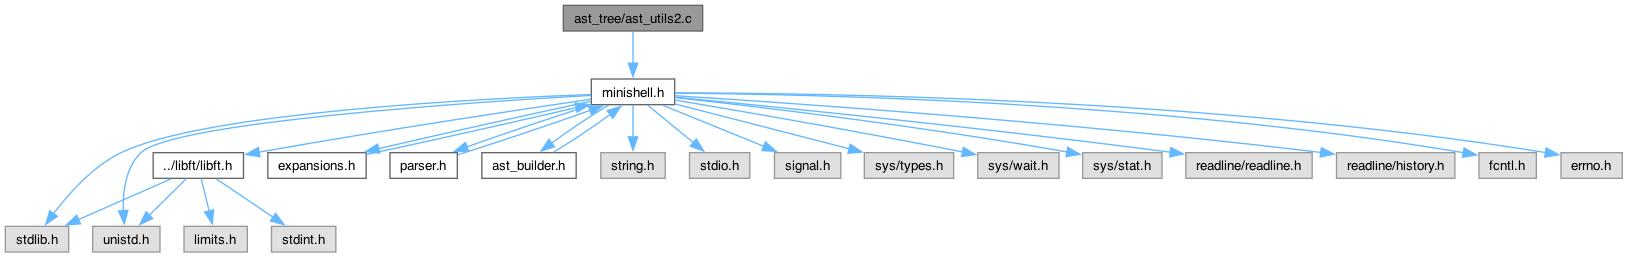 ast_tree/ast_utils2.c
minishell.h
../libft/libft.h
expansions.h
parser.h
ast_builder.h
string.h
stdio.h
signal.h
sys/types.h
sys/wait.h
sys/stat.h
readline/readline.h
readline/history.h
fcntl.h
errno.h
stdlib.h
unistd.h
limits.h
stdint.h